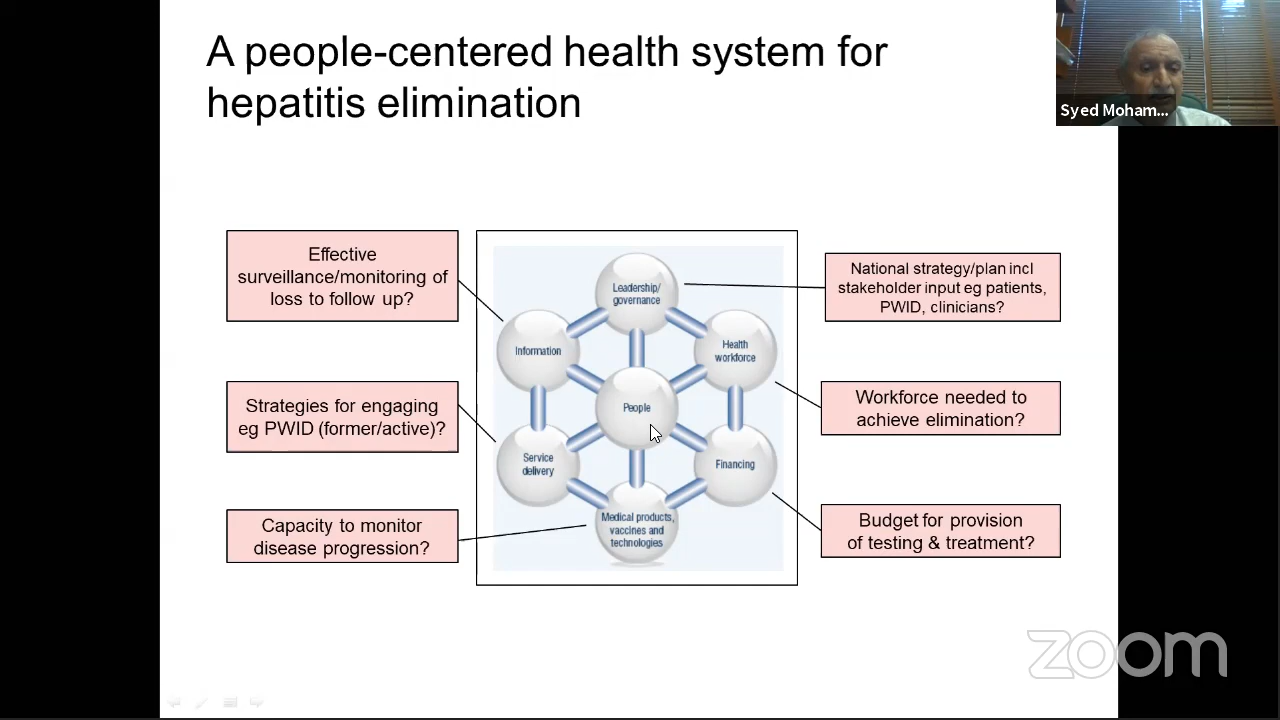 A people-centered health system for
hepatitis elimination
Syed Moham...
Effective
surveillance/monitoring of
loss to follow up?
Strategies for engaging
eg PWID (former/active)?
Capacity to monitor
disease progression?
Leadership/
governance
Information
Health
workforce
People
Service
delivery
Financing
Medical products,
vaccines and
technologies
National strategy/plan incl
stakeholder input eg patients,
PWID, clinicians?
Workforce needed to
achieve elimination?
Budget for provision
of testing & treatment?
zoom